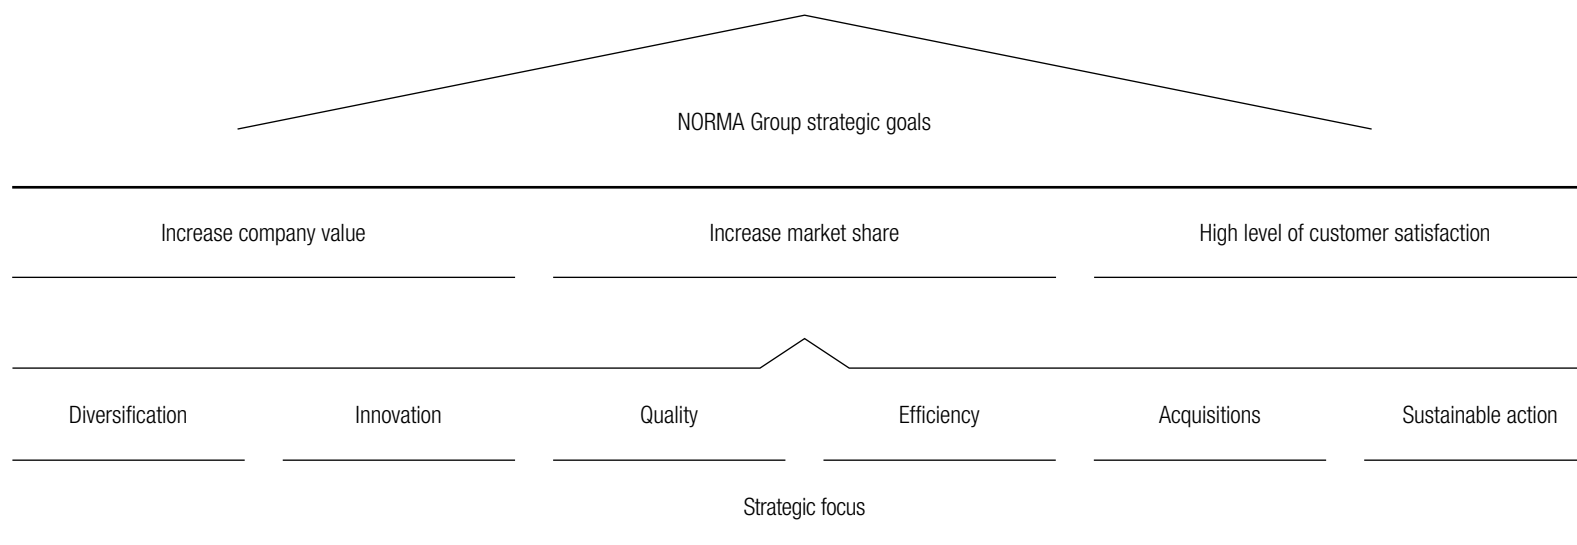 NORMA Group strategic goals
Increase company value
Increase market share
High level of customer satisfaction
Diversification
Innovation
Quality
Efficiency
Acquisitions
Sustainable action
Strategic focus